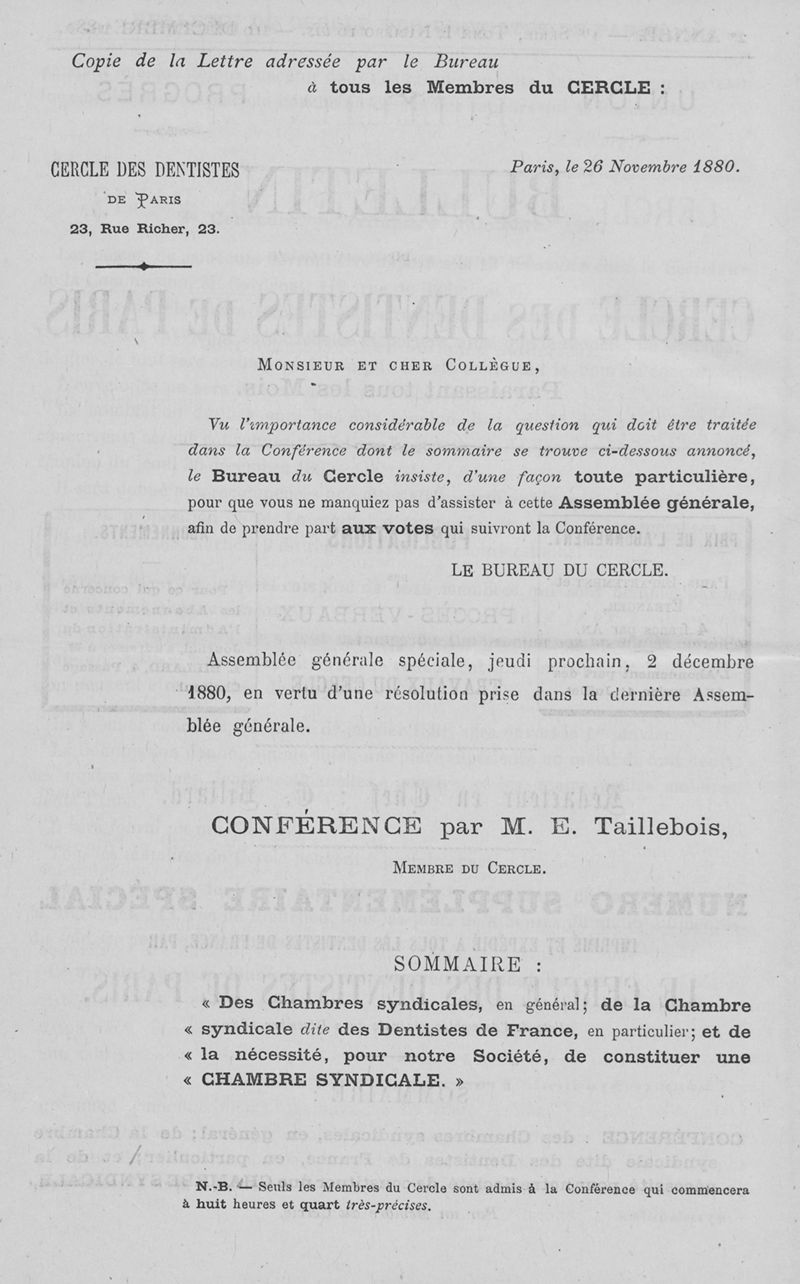 Copie de la Lettre adressée par le Bureau
à tous les Membres du CERCLE :
CERCLE DES DENTISTES
DE PARIS
23, Rue Richer, 23.
Paris, le 26 Novembre 1880.
MONSIEUR ET CHER COLLÈGUE,
Vu l'importance considérable de la question qui doit être traitée
dans la Conférence dont le sommaire se trouve ci-dessous annoncé,
le Bureau du Cercle insiste, d'une façon toute particulière,
pour que vous ne manquiez pas d'assister à cette Assemblée générale,
afin de prendre part aux votes qui suivront la Conférence.
LE BUREAU DU CERCLE.
Assemblée générale spéciale, jeudi prochain, 2 décembre
1880, en vertu d'une résolution prise dans la dernière Assem-
blée générale.
CONFÉRENCE par M. E. Taillebois,
MEMBRE DU CERCLE.
SOMMAIRE :
« Des Chambres syndicales, en général; de la Chambre
« syndicale dite des Dentistes de France, en particulier; et de
« la nécessité, pour notre Société, de constituer une
« CHAMBRE SYNDICALE. »
N.-B. — Seuls les Membres du Cercle sont admis à la Conférence qui commencera
à huit heures et quart très-précises.